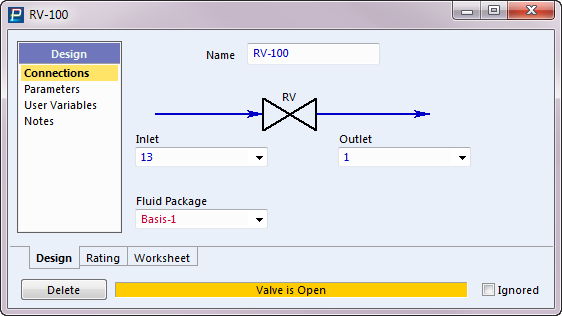 RV-100
Design
Connections
Parameters
User Variables
Notes
Name RV-100
RV
Inlet Outlet
13 1
Fluid Package
Basis-1
Design Rating Worksheet
Delete Valve is Open Ignored